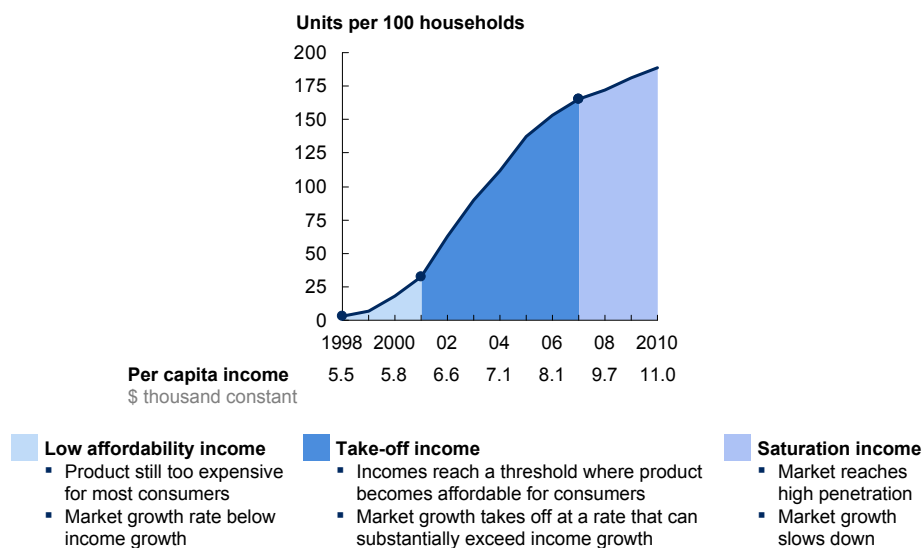 Units per 100 households
200
175
150
125
100
75
50
25
0
1998 2000 02 04 06 08 2010
Per capita income 5.5 5.8 6.6 7.1 8.1 9.7 11.0
$ thousand constant
Low affordability income
▪ Product still too expensive
for most consumers
▪ Market growth rate below
income growth
Take-off income
▪ Incomes reach a threshold where product
becomes affordable for consumers
▪ Market growth takes off at a rate that can
substantially exceed income growth
Saturation income
▪ Market reaches
high penetration
▪ Market growth
slows down